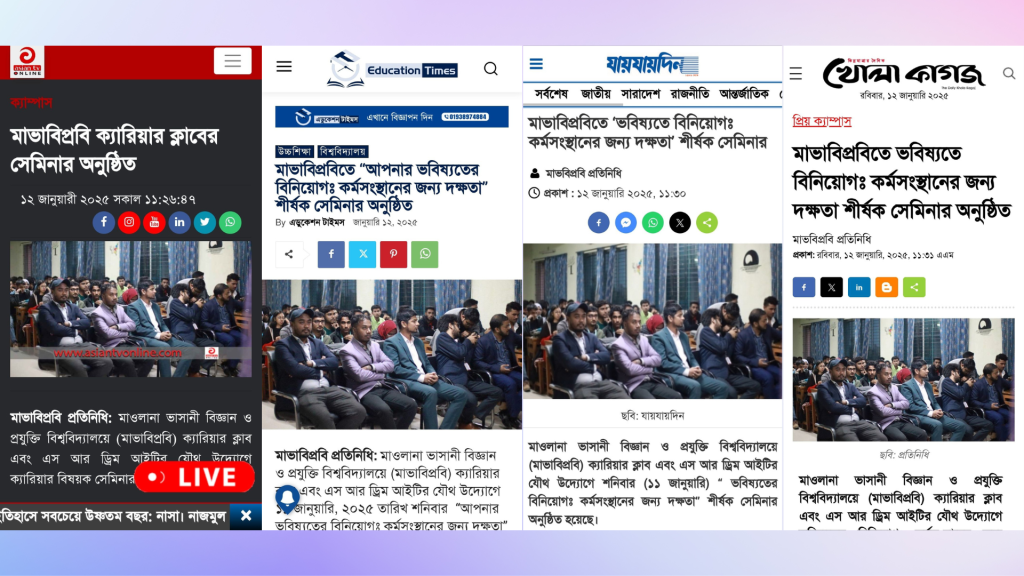 asian tv
ONLINE
ক্যাম্পাস
মাভাবিপ্রবি ক্যারিয়ার ক্লাবের
সেমিনার অনুষ্ঠিত
১২ জানুয়ারী ২০২৫ সকাল ১১:২৬:৪৭
www.asiantvonline.com
মাভাবিপ্রবি প্রতিনিধি: মাওলানা ভাসানী বিজ্ঞান ও
প্রযুক্তি বিশ্ববিদ্যালয়ে (মাভাবিপ্রবি) ক্যারিয়ার ক্লাব
এবং এস আর ড্রিম আইটির যৌথ উদ্যোগে
ক্যারিয়ার বিষয়ক সেমিনার
LIVE
ইতিহাসে সবচেয়ে উষ্ণতম বছর: নাসা। নাজমুল
Education Times
এডুকেশন টাইমস
এখানে বিজ্ঞাপন দিন
01938974804
উচ্চশিক্ষা বিশ্ববিদ্যালয়
মাভাবিপ্রবিতে “আপনার ভবিষ্যতের
বিনিয়োগঃ কর্মসংস্থানের জন্য দক্ষতা”
শীর্ষক সেমিনার অনুষ্ঠিত
By এডুকেশন টাইমস জানুয়ারি ১২, ২০২৫
মাভাবিপ্রবি প্রতিনিধি: মাওলানা ভাসানী বিজ্ঞান
ও প্রযুক্তি বিশ্ববিদ্যালয়ে (মাভাবিপ্রবি) ক্যারিয়ার
এবং এস আর ড্রিম আইটির যৌথ উদ্যোগে
জানুয়ারি, ২০২৫ তারিখ শনিবার “আপনার
ভবিষ্যতের বিনিয়োগঃ কর্মসংস্থানের জন্য দক্ষতা”
যায়যায়দিন
সর্বশেষ জাতীয় সারাদেশ রাজনীতি আন্তর্জাতিক
মাভাবিপ্রবিতে ‘ভবিষ্যতে বিনিয়োগঃ
কর্মসংস্থানের জন্য দক্ষতা’ শীর্ষক সেমিনার
মাভবিপ্রবি প্রতিনিধি
প্রকাশ : ১২ জানুয়ারি ২০২৫, ১১:৩০
ছবি: যায়যায়দিন
মাওলানা ভাসানী বিজ্ঞান ও প্রযুক্তি বিশ্ববিদ্যালয়ে
(মাভাবিপ্রবি) ক্যারিয়ার ক্লাব এবং এস আর ড্রিম আইটির
যৌথ উদ্যোগে শনিবার (১১ জানুয়ারি) “ ভবিষ্যতের
বিনিয়োগঃ কর্মসংস্থানের জন্য দক্ষতা” শীর্ষক সেমিনার
অনুষ্ঠিত হয়েছে।
খোলা কাগজ
রবিবার, ১২ জানুয়ারি ২০২৫
প্রিয় ক্যাম্পাস
মাভাবিপ্রবিতে ভবিষ্যতে
বিনিয়োগঃ কর্মসংস্থানের জন্য
দক্ষতা শীর্ষক সেমিনার অনুষ্ঠিত
মাভবিপ্রবি প্রতিনিধি
প্রকাশ: রবিবার, ১২ জানুয়ারি, ২০২৫, ১১:৩১ এএম
ছবি: প্রতিনিধি
মাওলানা ভাসানী বিজ্ঞান ও প্রযুক্তি
বিশ্ববিদ্যালয়ে (মাভাবিপ্রবি) ক্যারিয়ার ক্লাব
এবং এস আর ড্রিম আইটির যৌথ উদ্যোগে